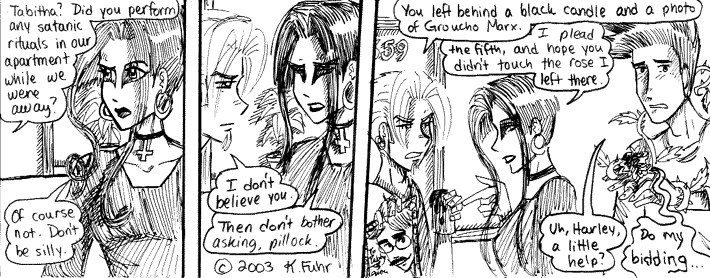 Tabitha? Did you perform
any satanic
rituals in our
apartment
while we
were
away?
Of course
not. Don't
be silly.
I don't
believe you.
Then don't bother
asking, pillock.
© 2003 K. Fuhr
You left behind a black candle and a photo
of Groucho Marx.
59
I plead
the fifth, and hope you
didn't touch the rose I
left there.
Uh, Harley,
a little
help?
Do my
bidding...